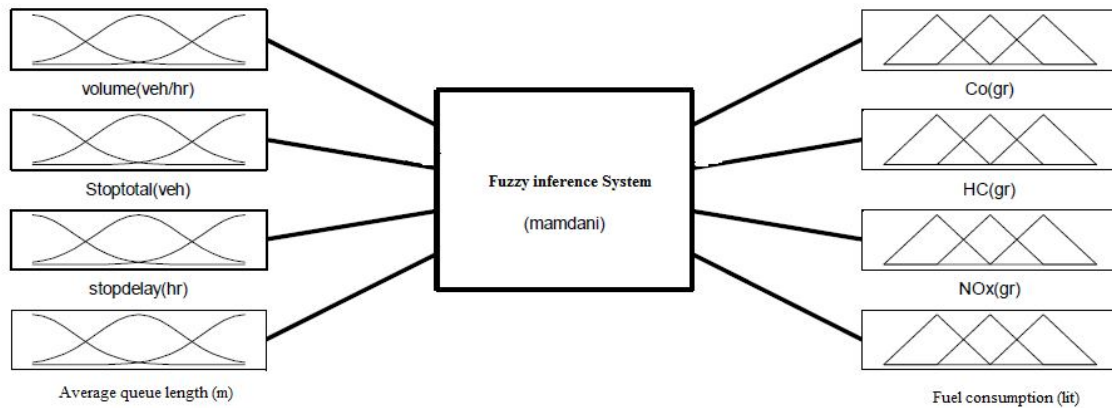 volume(veh/hr)
Stoptotal(veh)
stopdelay(hr)
Average queue length (m)
Fuzzy inference System
(mamdani)
Co(gr)
HC(gr)
NOx(gr)
Fuel consumption (lit)